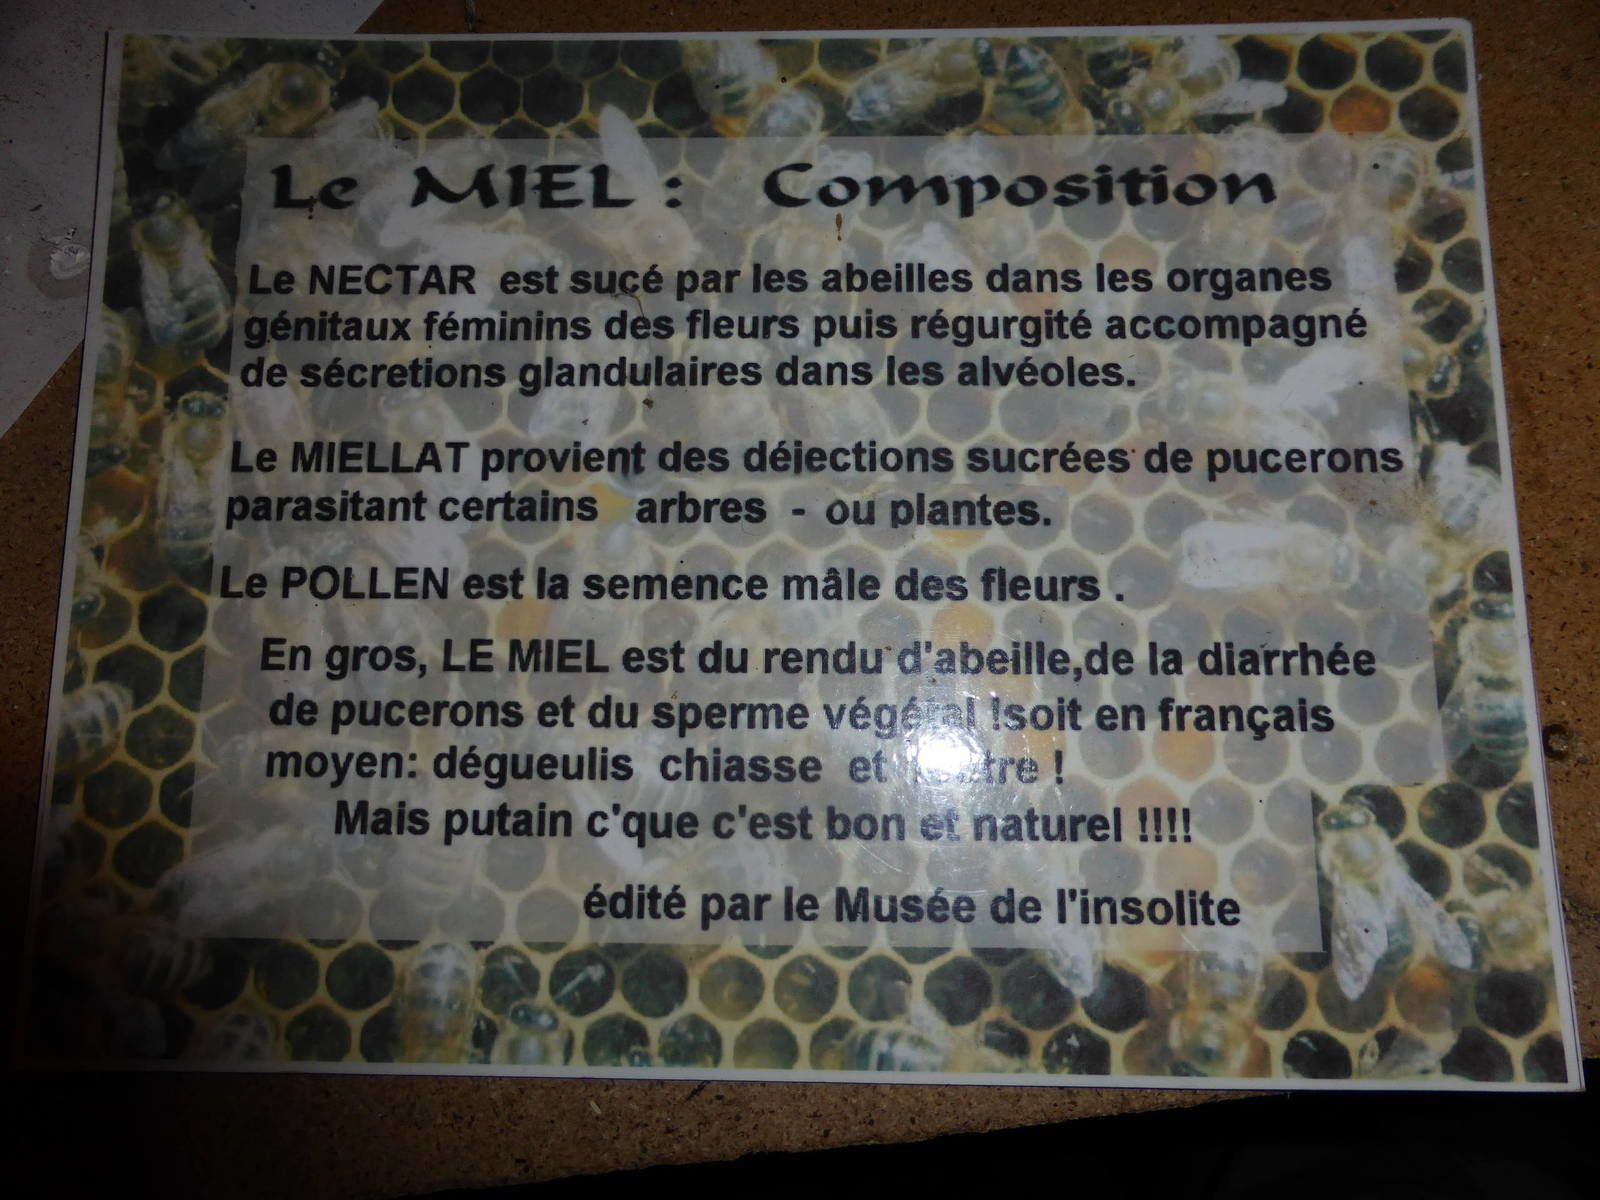 Le MIEL : Composition
Le NECTAR est sucé par les abeilles dans les organes
génitaux féminins des fleurs puis régurgité accompagné
de sécretions glandulaires dans les alvéoles.
Le MIELLAT provient des déjections sucrées de pucerons
parasitant certains arbres - ou plantes.
Le POLLEN est la semence mâle des fleurs .
En gros, LE MIEL est du rendu d'abeille,de la diarrhée
de pucerons et du sperme végétal !soit en français
moyen: dégueulis chiasse et !
Mais putain c'que c'est bon et naturel !!!!
édité par le Musée de l'insolite